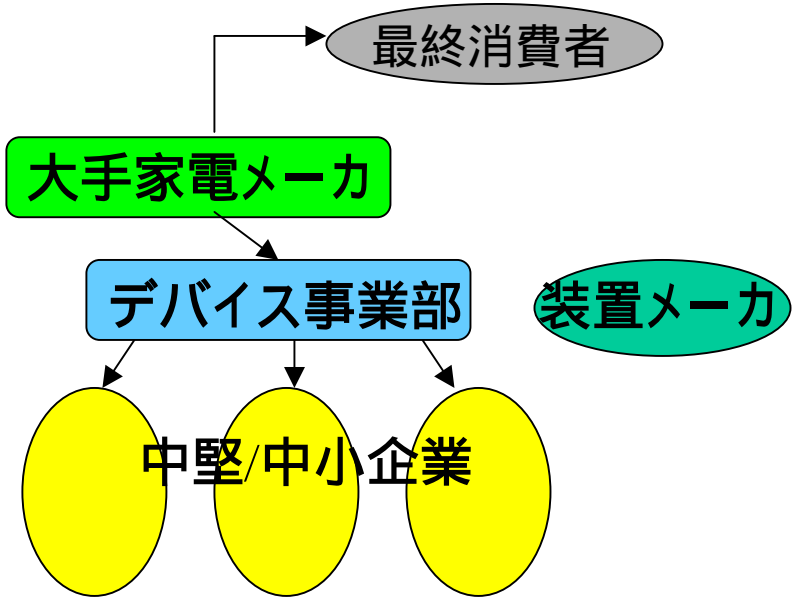 最終消費者
大手家電メーカ
デバイス事業部
装置メーカ
中堅/中小企業